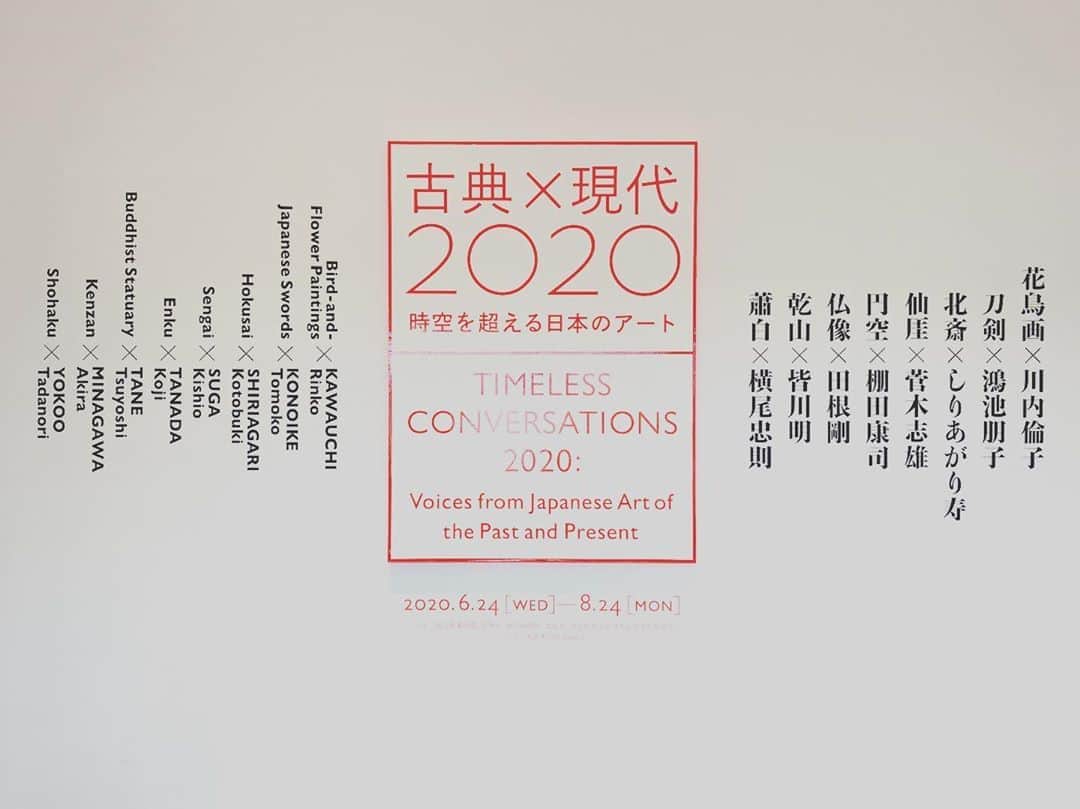 古典×現代
2020
時空を超える日本のアート
TIMELESS
CONVERSATIONS
2020:
Voices from Japanese Art of
the Past and Present
2020.6.24[WED]—8.24[MON]
花鳥画×川内倫子
刀剣×鴻池朋子
北斎×しりあがり寿
仙厓×菅木志雄
円空×棚田康司
仏像×田根剛
乾山×皆川明
蕭白×横尾忠則
Bird-and-
Flower Paintings × KAWAUCHI
Rinko
Japanese Swords × KONOIKE
Tomoko
Hokusai × SHIRIAGARI
Kotobuki
Sengai × SUGA
Kishio
Enku × TANADA
Koji
Buddhist Statuary × TANE
Tsuyoshi
Kenzan × MINAGAWA
Akira
Shohaku × YOKOO
Tadanori